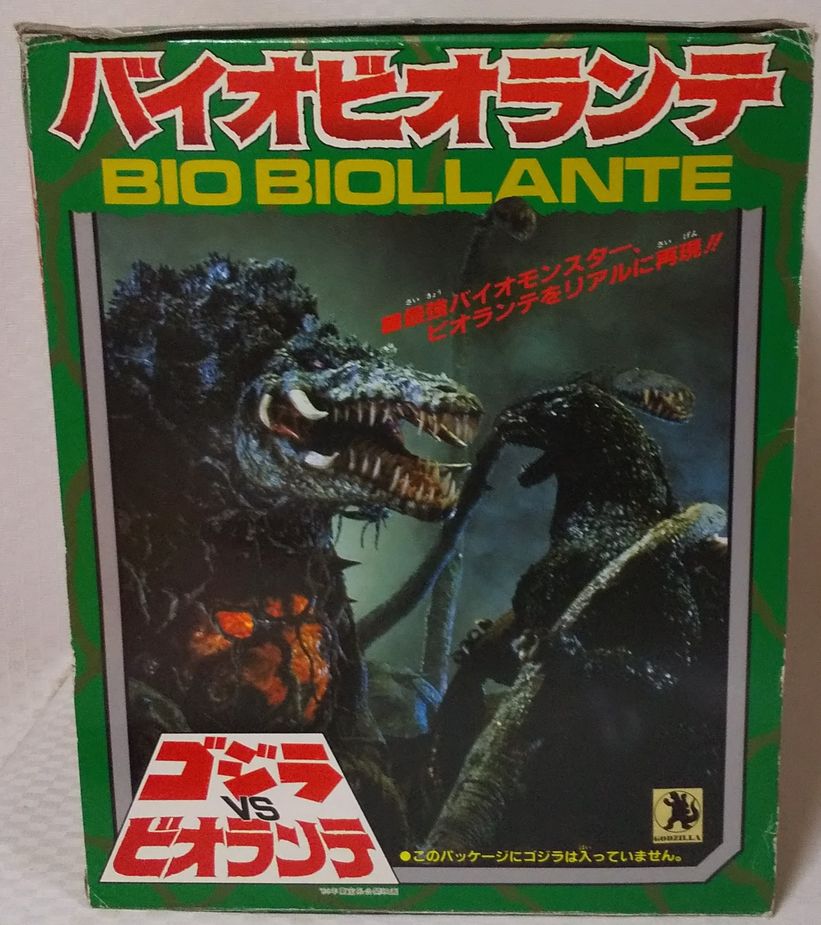 バイオビオランテ
BIO BIOLLANTE
最強バイオモンスター、
ビオランテをリアルに再現!!
ゴジラ
VS
ビオランテ
GODZILLA
●このパッケージにゴジラは入っていません。